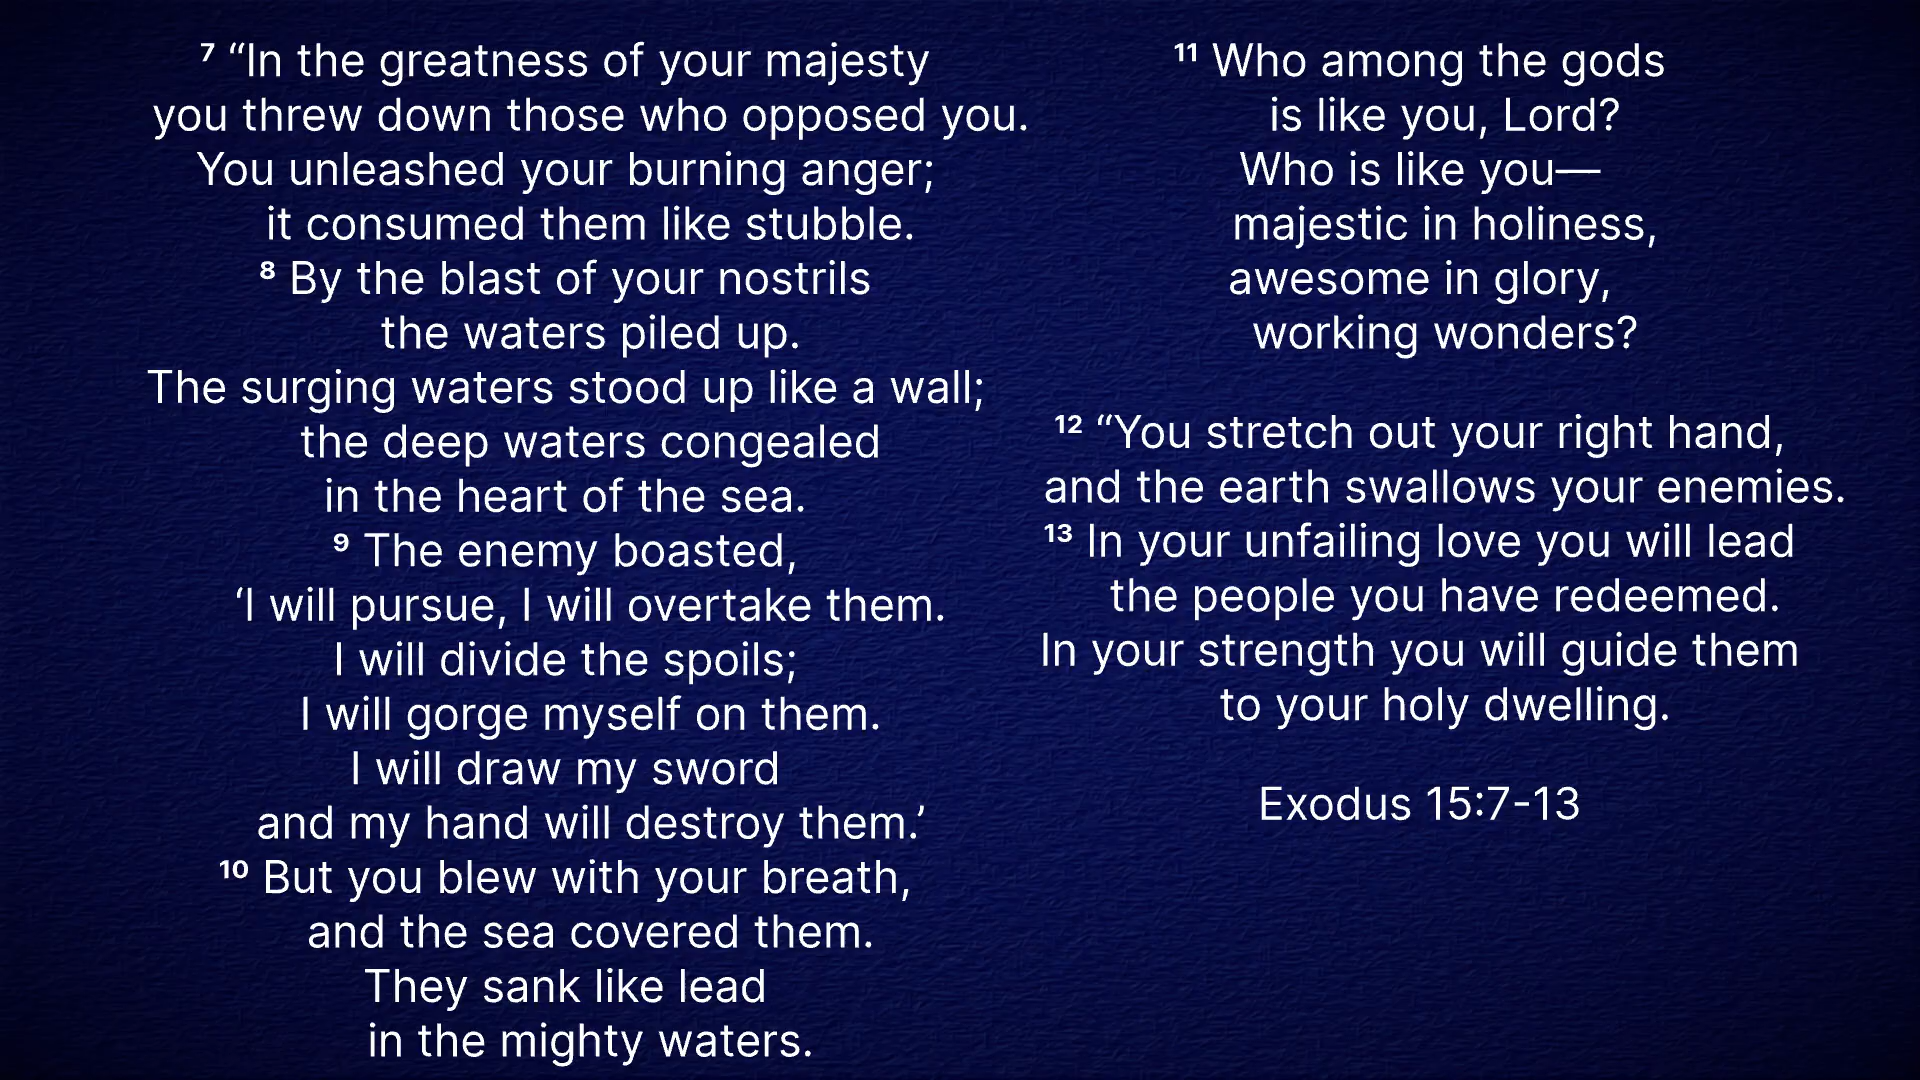 ⁷ “In the greatness of your majesty
you threw down those who opposed you.
You unleashed your burning anger;
it consumed them like stubble.
⁸ By the blast of your nostrils
the waters piled up.
The surging waters stood up like a wall;
the deep waters congealed
in the heart of the sea.
⁹ The enemy boasted,
‘I will pursue, I will overtake them.
I will divide the spoils;
I will gorge myself on them.
I will draw my sword
and my hand will destroy them.’
¹⁰ But you blew with your breath,
and the sea covered them.
They sank like lead
in the mighty waters.
¹¹ Who among the gods
is like you, Lord?
Who is like you—
majestic in holiness,
awesome in glory,
working wonders?
¹² “You stretch out your right hand,
and the earth swallows your enemies.
¹³ In your unfailing love you will lead
the people you have redeemed.
In your strength you will guide them
to your holy dwelling.
Exodus 15:7-13